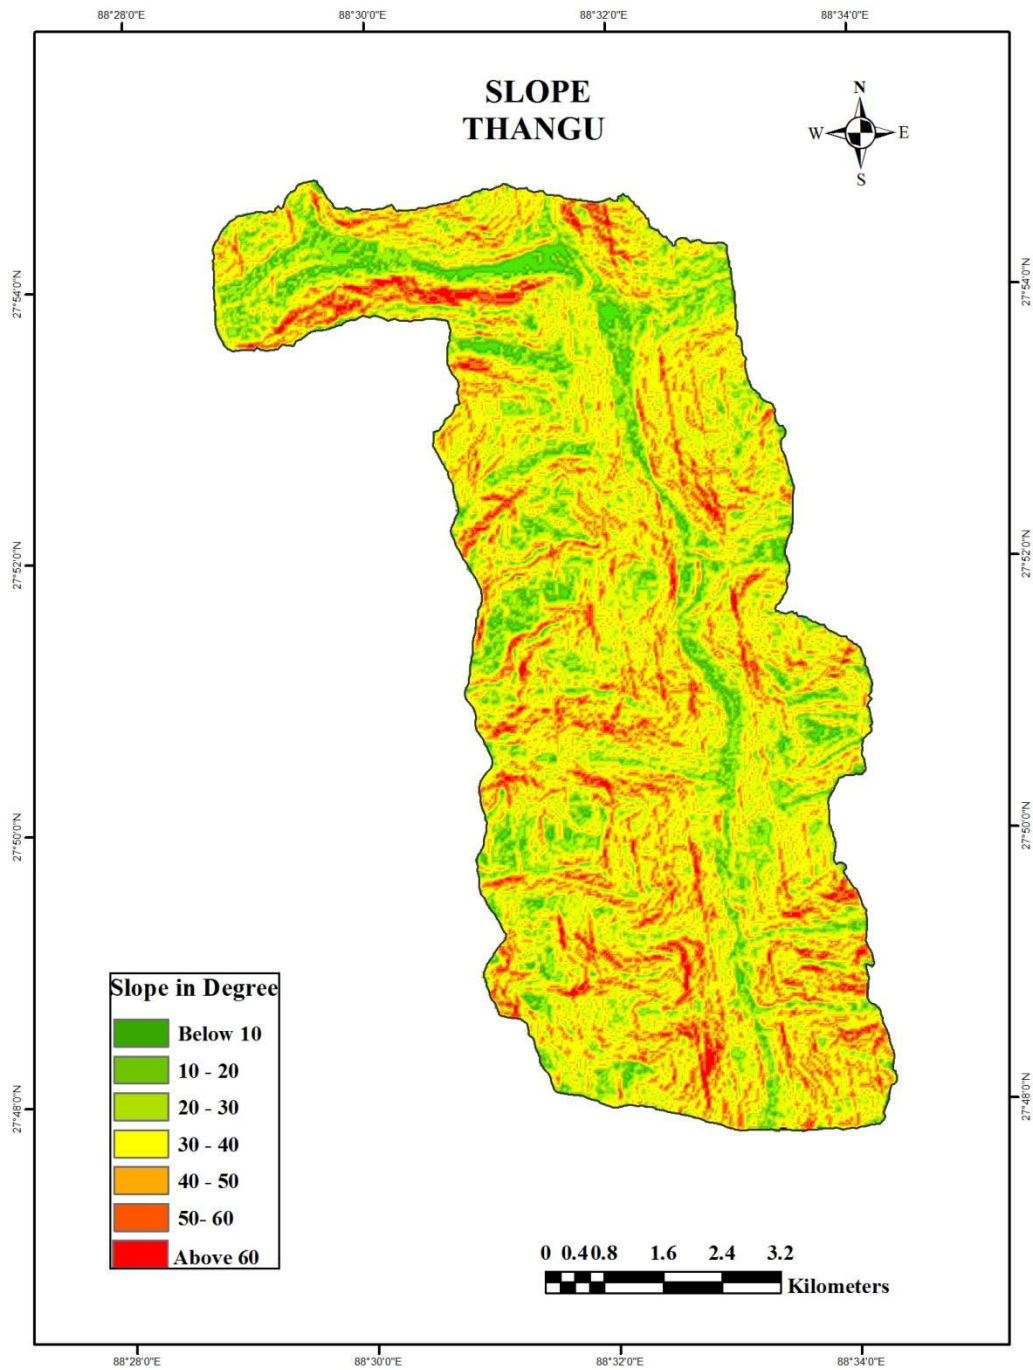 88°28'0"E 88°30'0"E 88°32'0"E 88°34'0"E
SLOPE
THANGU
N
W E
S
27°54'0"N 27°54'0"N
27°52'0"N 27°52'0"N
27°50'0"N 27°50'0"N
27°48'0"N 27°48'0"N
Slope in Degree
Below 10
10 - 20
20 - 30
30 - 40
40 - 50
50- 60
Above 60
0 0.4 0.8 1.6 2.4 3.2
Kilometers
88°28'0"E 88°30'0"E 88°32'0"E 88°34'0"E